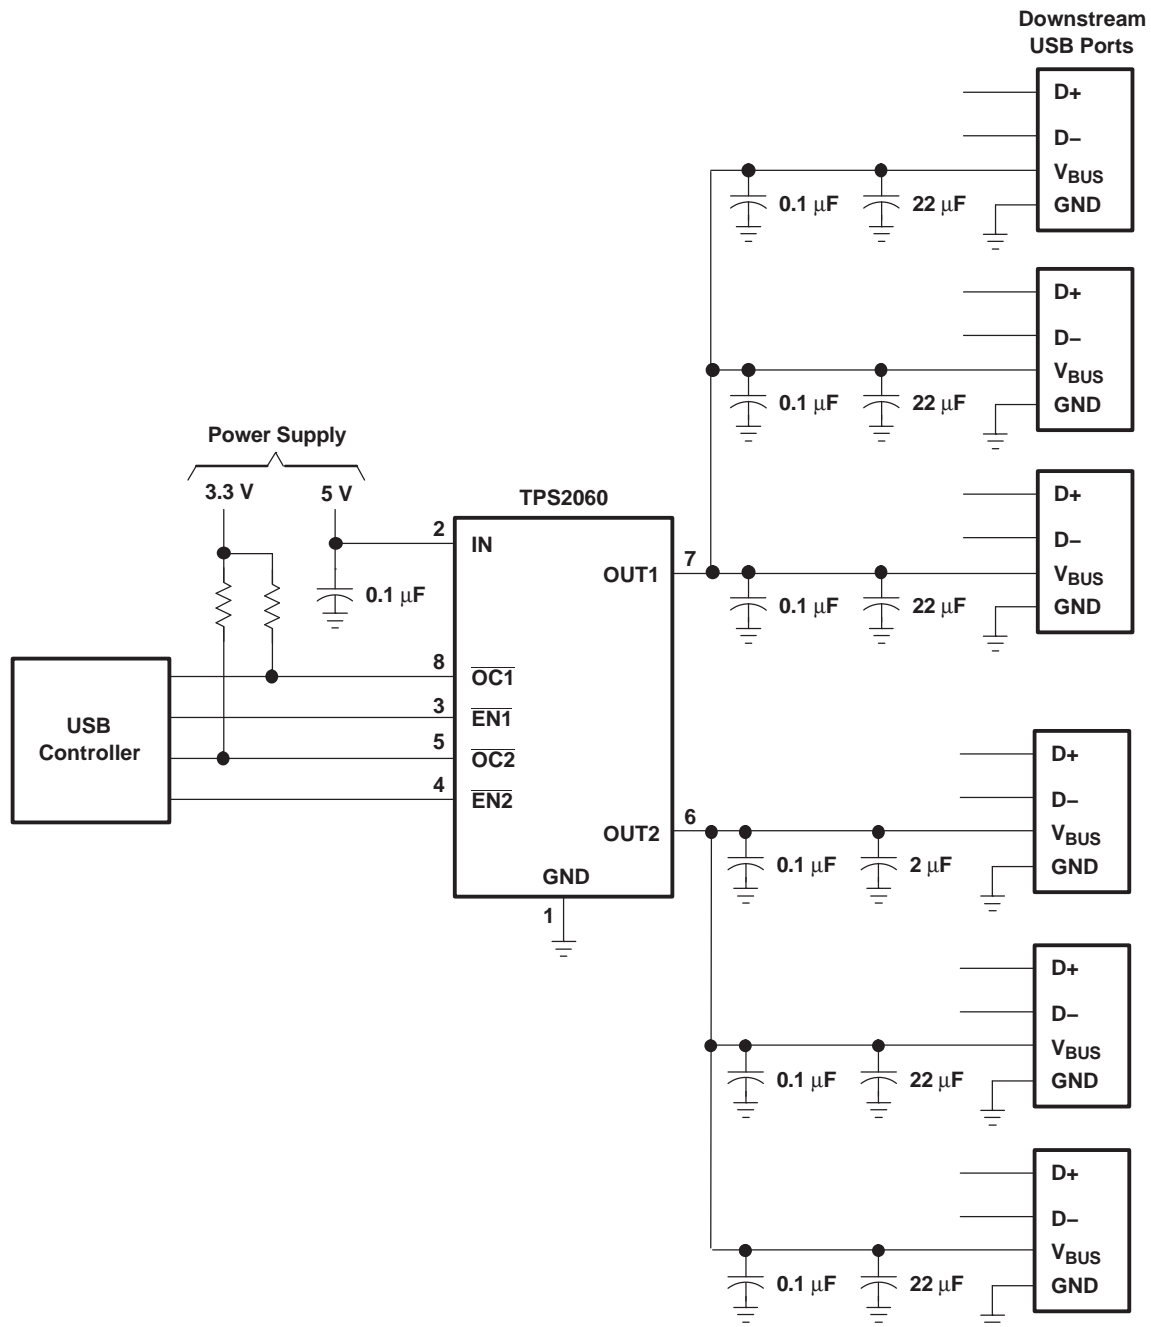 Downstream
USB Ports
D+
D–
VBUS
GND
0.1 μF
22 μF
D+
D–
VBUS
GND
0.1 μF
22 μF
Power Supply
3.3 V
5 V
0.1 μF
TPS2060
2
IN
7
OUT1
D+
D–
VBUS
GND
0.1 μF
22 μF
USB
Controller
8
OC1
3
EN1
5
OC2
4
EN2
6
OUT2
GND
1
D+
D–
VBUS
GND
0.1 μF
2 μF
D+
D–
VBUS
GND
0.1 μF
22 μF
D+
D–
VBUS
GND
0.1 μF
22 μF